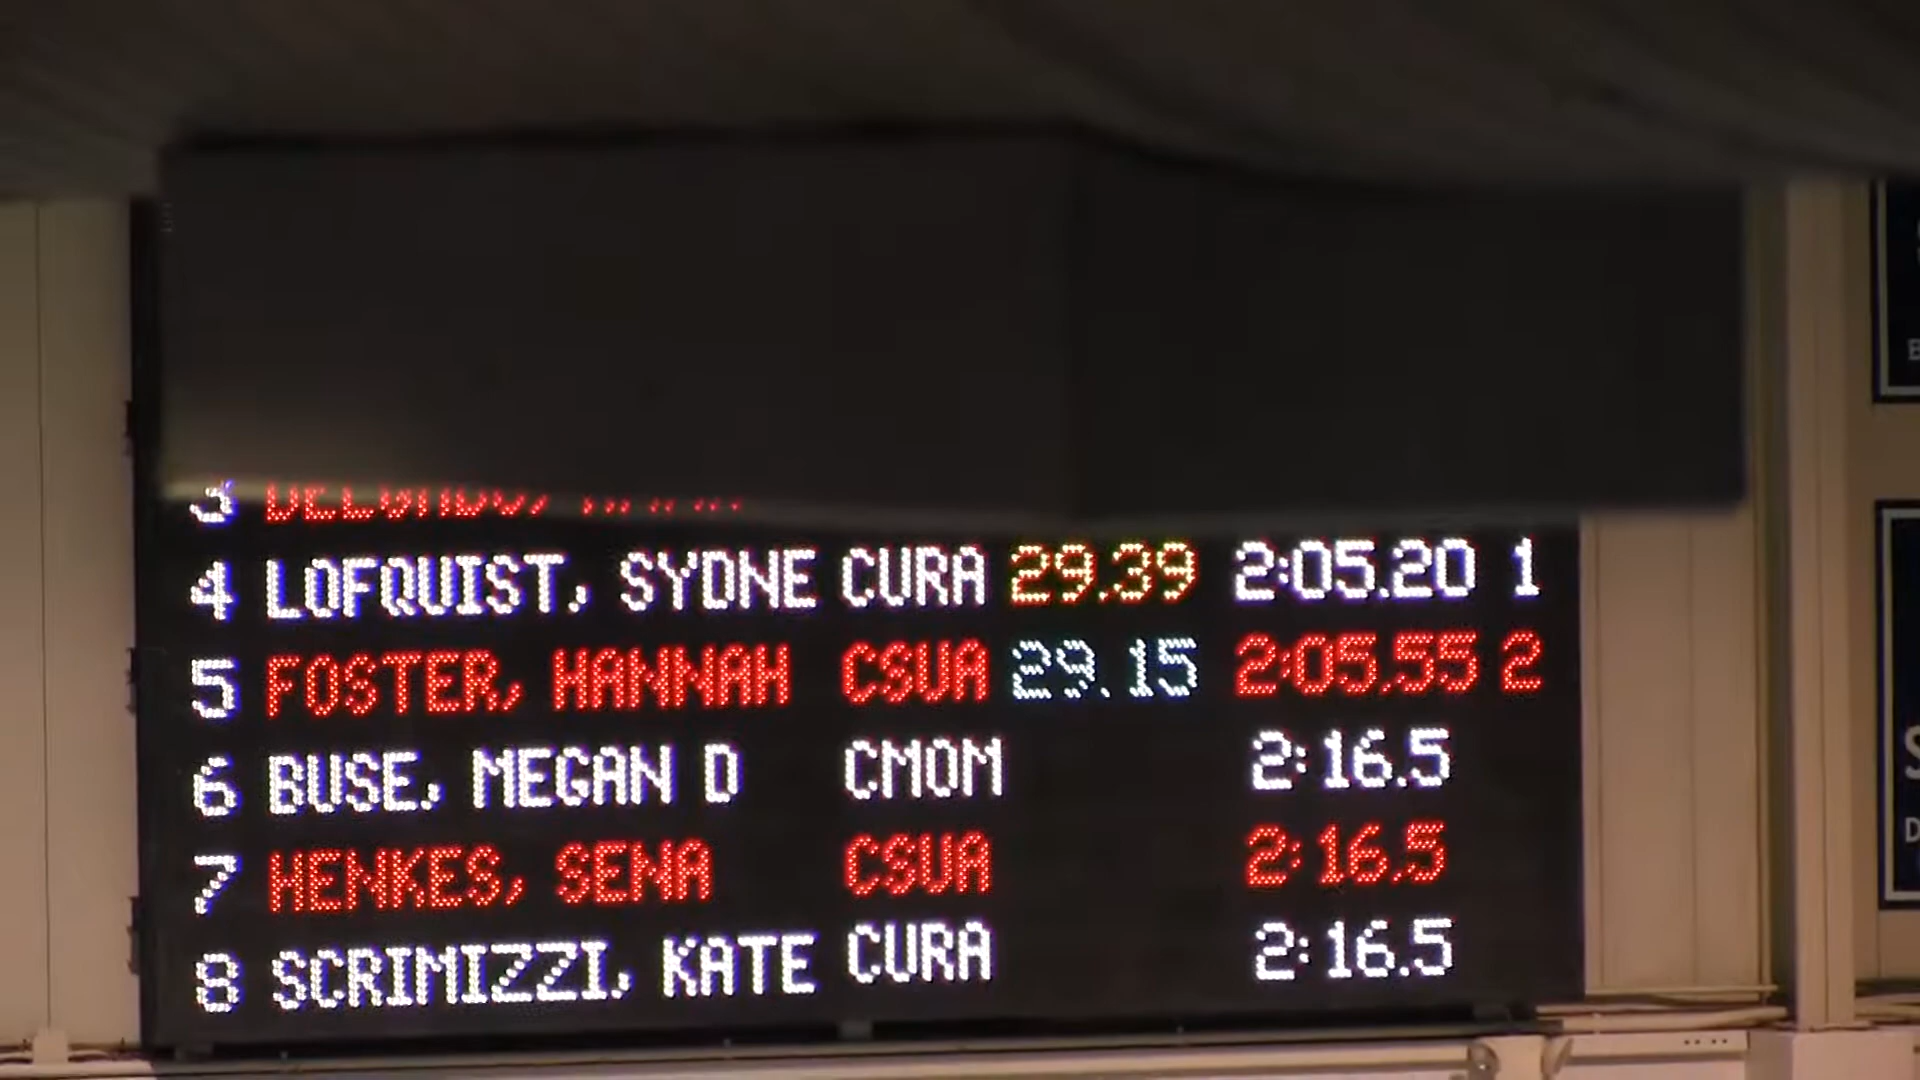 3
4 LOFQUIST, SYDNE CURA 29.39 2:05.20 1
5 FOSTER, HANNAH CSUA 29.15 2:05.55 2
6 BUSE, MEGAN D CMOM 2:16.5
7 HENKES, SENA CSUA 2:16.5
8 SCRIMIZZI, KATE CURA 2:16.5